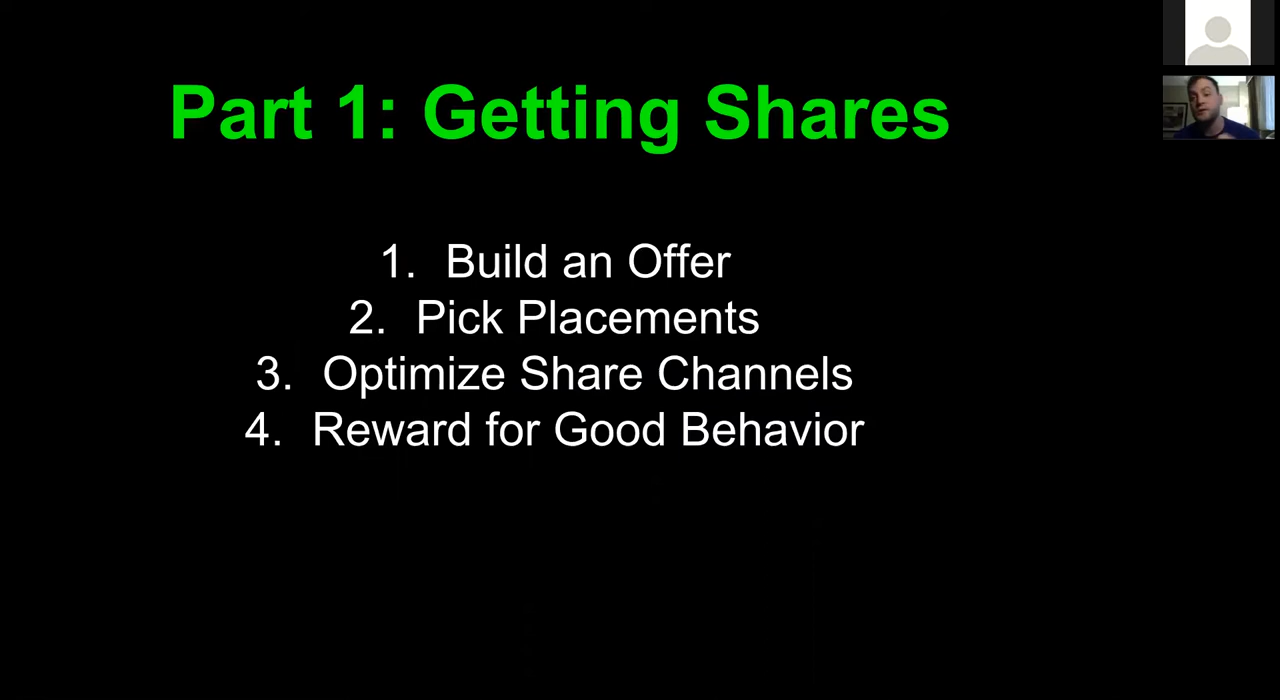 Part 1: Getting Shares
1. Build an Offer
2. Pick Placements
3. Optimize Share Channels
4. Reward for Good Behavior